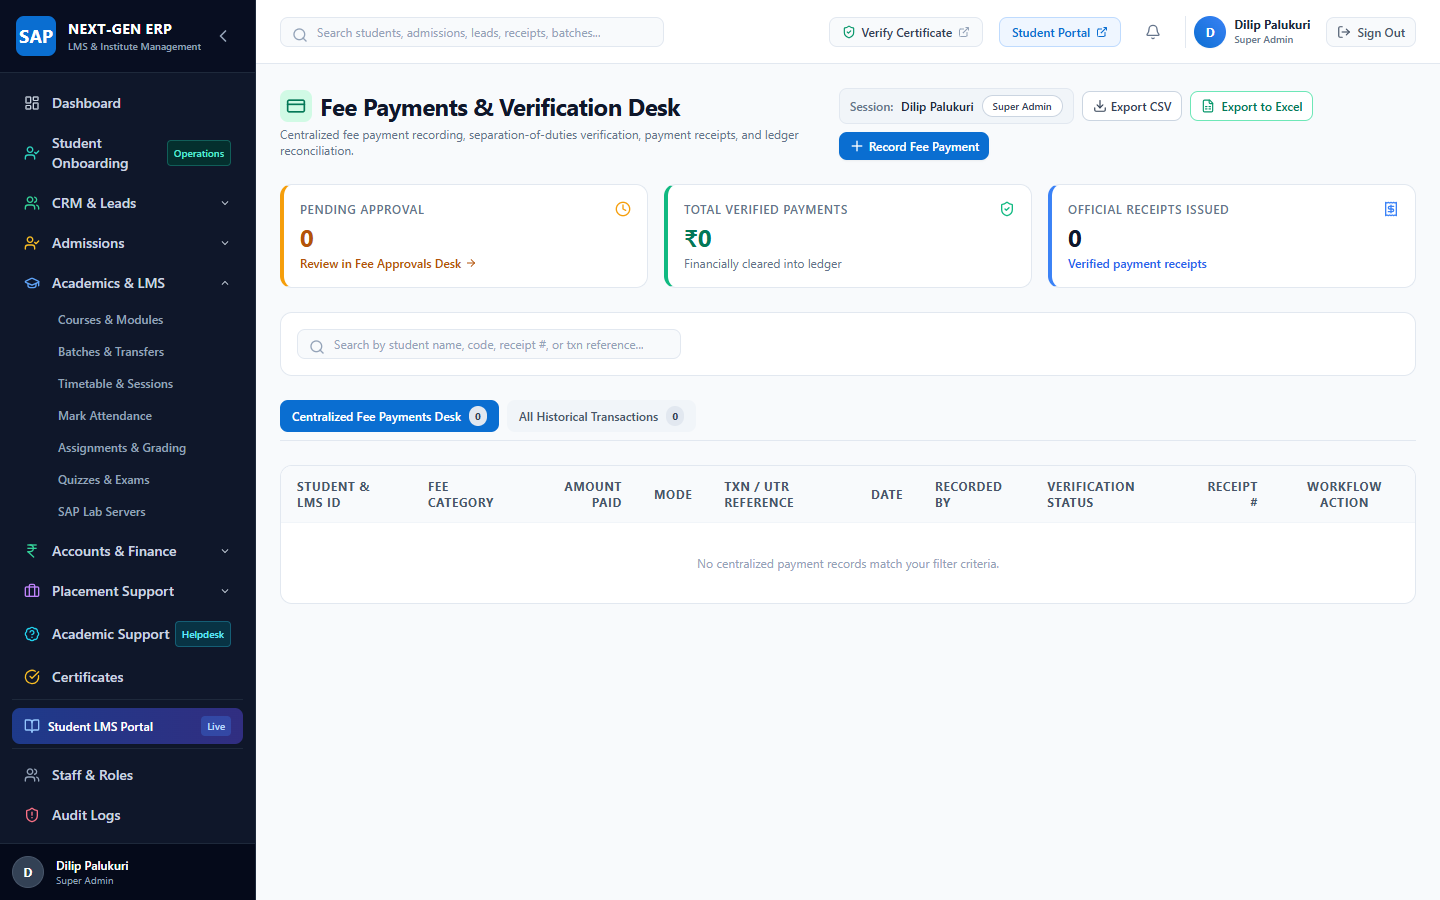 SAP
NEXT-GEN ERP
LMS & Institute Management
Dashboard
Student Onboarding
Operations
CRM & Leads
Admissions
Academics & LMS
Courses & Modules
Batches & Transfers
Timetable & Sessions
Mark Attendance
Assignments & Grading
Quizzes & Exams
SAP Lab Servers
Accounts & Finance
Placement Support
Academic Support
Helpdesk
Certificates
Student LMS Portal
Live
Staff & Roles
Audit Logs
D
Dilip Palukuri
Super Admin
Search students, admissions, leads, receipts, batches...
Verify Certificate
Student Portal
D
Dilip Palukuri
Super Admin
Sign Out
Fee Payments & Verification Desk
Centralized fee payment recording, separation-of-duties verification, payment receipts, and ledger
reconciliation.
Session: Dilip Palukuri Super Admin
Export CSV
Export to Excel
Record Fee Payment
PENDING APPROVAL
0
Review in Fee Approvals Desk →
TOTAL VERIFIED PAYMENTS
₹0
Financially cleared into ledger
OFFICIAL RECEIPTS ISSUED
0
Verified payment receipts
Search by student name, code, receipt #, or txn reference...
Centralized Fee Payments Desk 0
All Historical Transactions 0
STUDENT & LMS ID
FEE CATEGORY
AMOUNT PAID
MODE
TXN / UTR REFERENCE
DATE
RECORDED BY
VERIFICATION STATUS
RECEIPT #
WORKFLOW ACTION
No centralized payment records match your filter criteria.